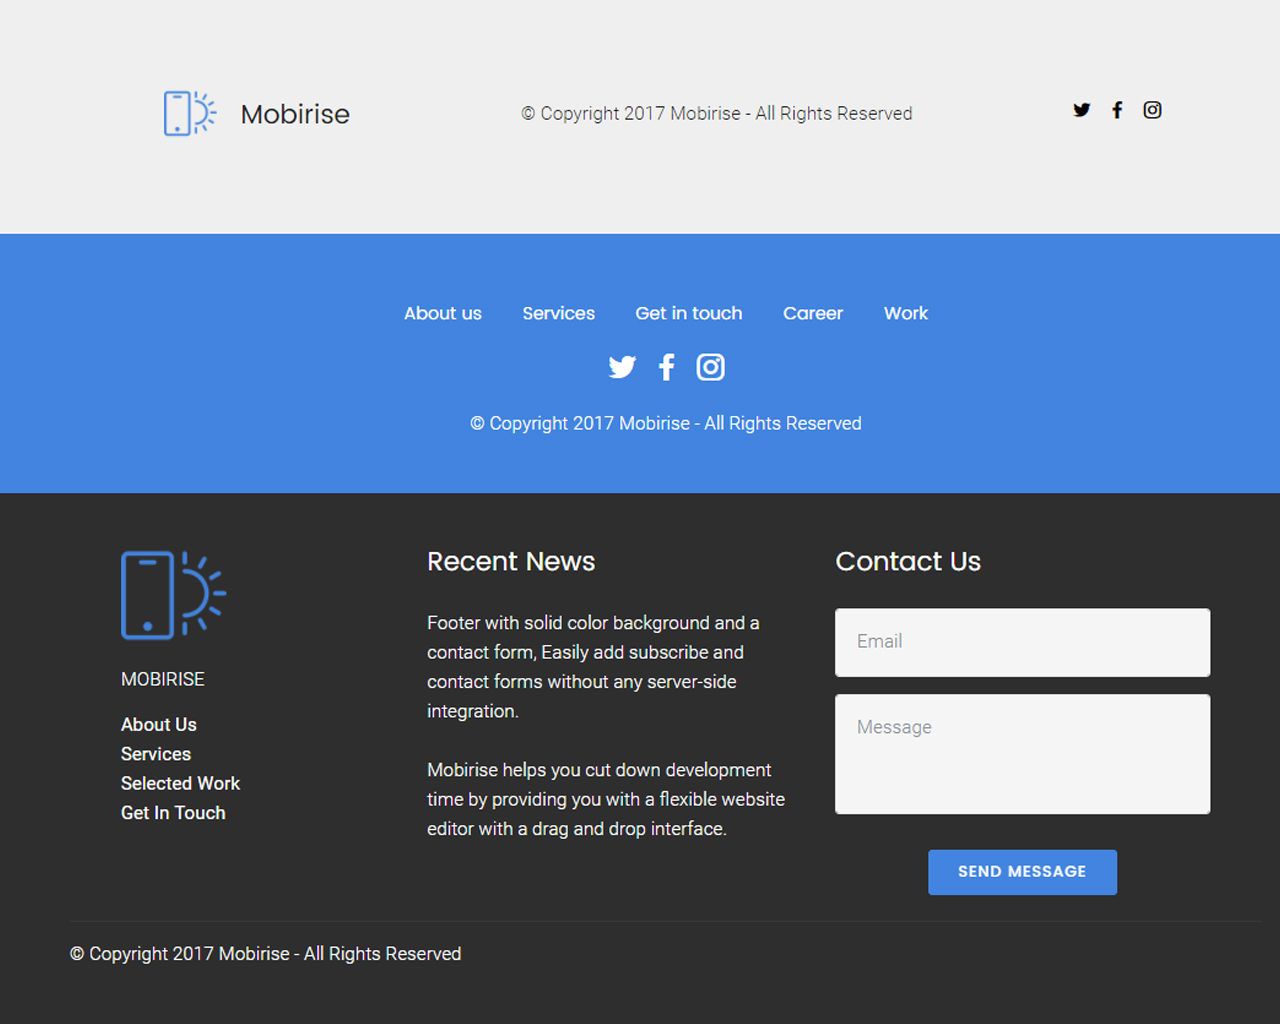 Mobirise
© Copyright 2017 Mobirise - All Rights Reserved
About us Services Get in touch Career Work
© Copyright 2017 Mobirise - All Rights Reserved
MOBIRISE
About Us
Services
Selected Work
Get In Touch
Recent News
Footer with solid color background and a
contact form, Easily add subscribe and
contact forms without any server-side
integration.
Mobirise helps you cut down development
time by providing you with a flexible website
editor with a drag and drop interface.
Contact Us
Email
Message
SEND MESSAGE
© Copyright 2017 Mobirise - All Rights Reserved